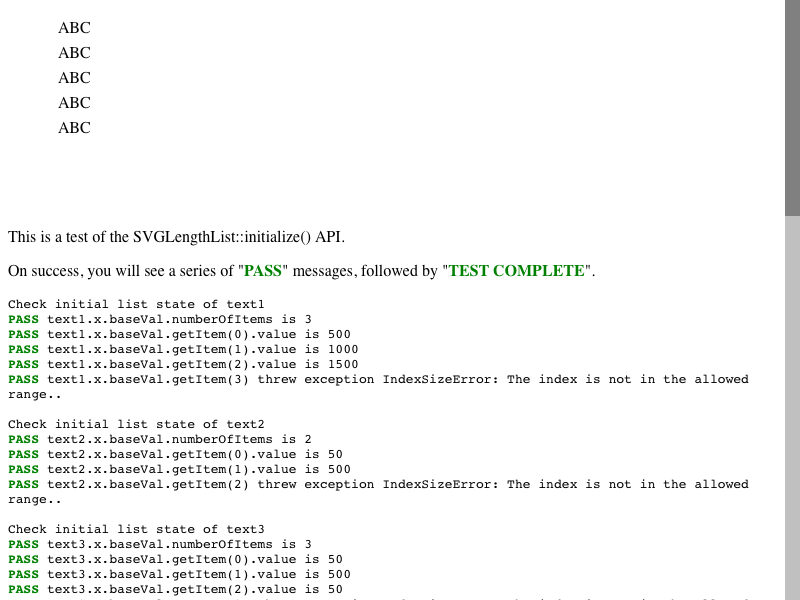 ABC
ABC
ABC
ABC
ABC
This is a test of the SVGLengthList::initialize() API.
On success, you will see a series of "PASS" messages, followed by "TEST COMPLETE".
Check initial list state of text1
PASS text1.x.baseVal.numberOfItems is 3
PASS text1.x.baseVal.getItem(0).value is 500
PASS text1.x.baseVal.getItem(1).value is 1000
PASS text1.x.baseVal.getItem(2).value is 1500
PASS text1.x.baseVal.getItem(3) threw exception IndexSizeError: The index is not in the allowed
range..
Check initial list state of text2
PASS text2.x.baseVal.numberOfItems is 2
PASS text2.x.baseVal.getItem(0).value is 50
PASS text2.x.baseVal.getItem(1).value is 500
PASS text2.x.baseVal.getItem(2) threw exception IndexSizeError: The index is not in the allowed
range..
Check initial list state of text3
PASS text3.x.baseVal.numberOfItems is 3
PASS text3.x.baseVal.getItem(0).value is 50
PASS text3.x.baseVal.getItem(1).value is 500
PASS text3.x.baseVal.getItem(2).value is 50